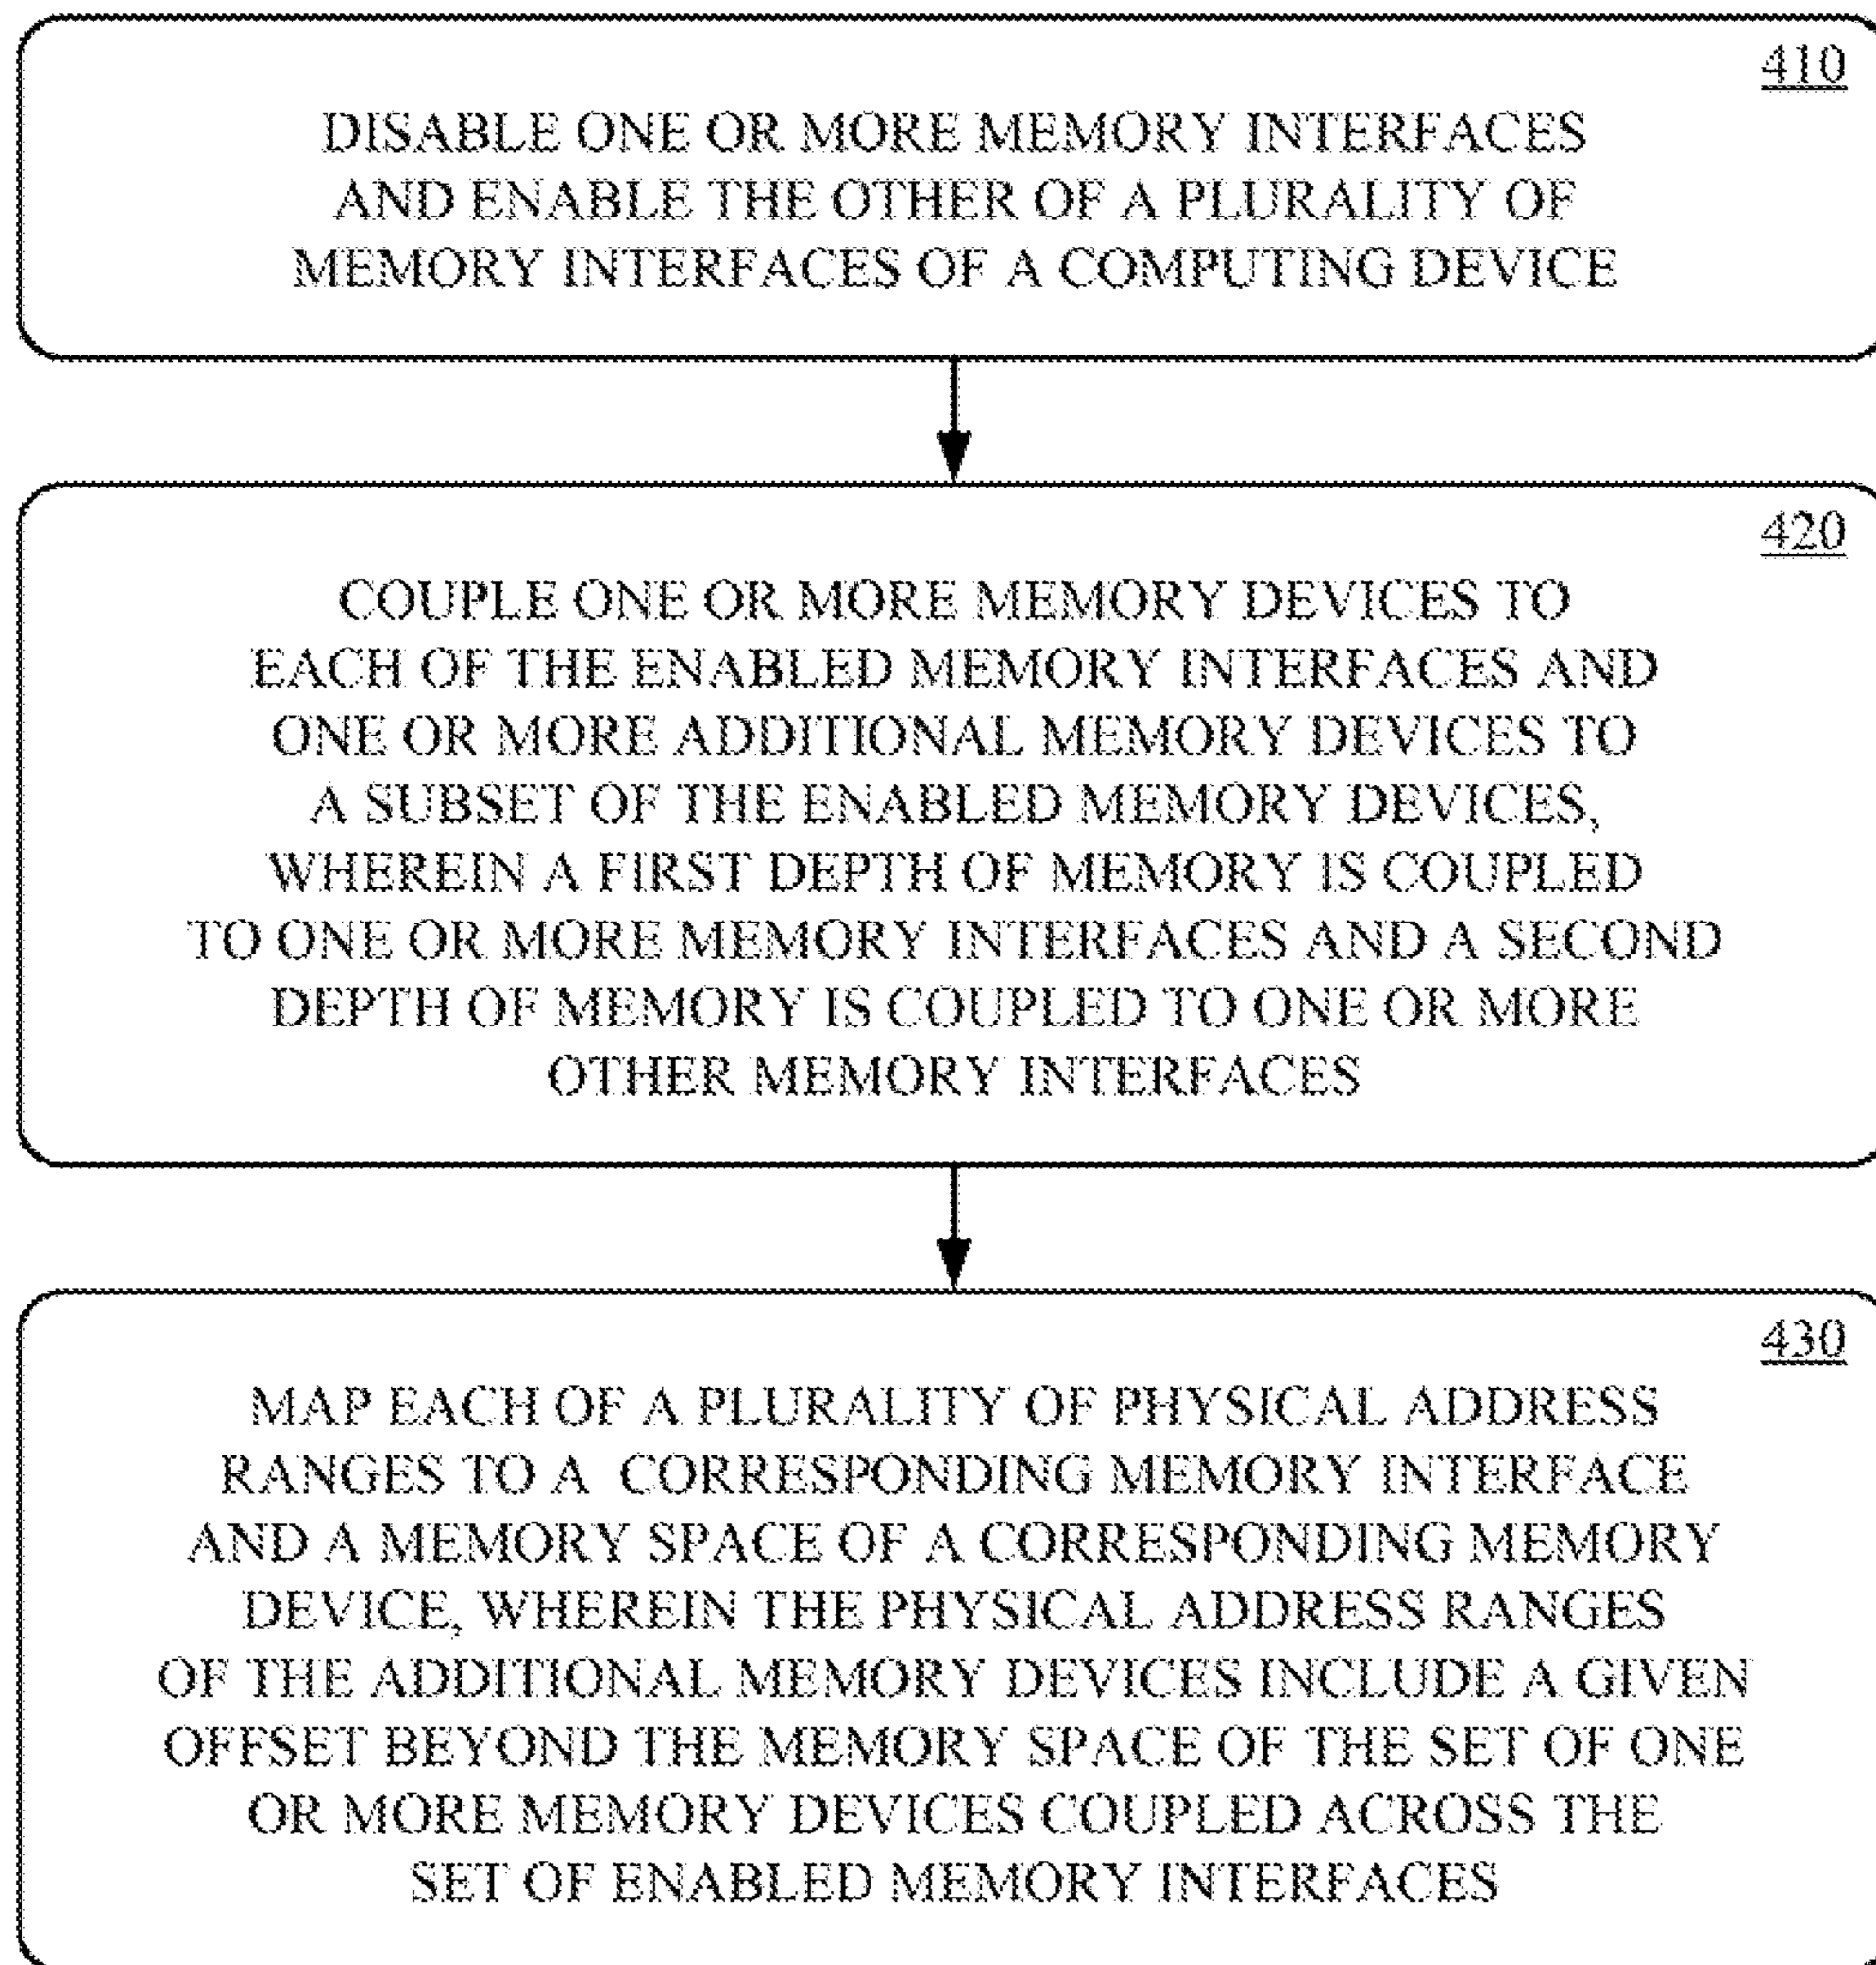 410
DISABLE ONE OR MORE MEMORY INTERFACES
AND ENABLE THE OTHER OF A PLURALITY OF
MEMORY INTERFACES OF A COMPUTING DEVICE
420
COUPLE ONE OR MORE MEMORY DEVICES TO
EACH OF THE ENABLED MEMORY INTERFACES AND
ONE OR MORE ADDITIONAL MEMORY DEVICES TO
A SUBSET OF THE ENABLED MEMORY DEVICES,
WHEREIN A FIRST DEPTH OF MEMORY IS COUPLED
TO ONE OR MORE MEMORY INTERFACES AND A SECOND
DEPTH OF MEMORY IS COUPLED TO ONE OR MORE
OTHER MEMORY INTERFACES
430
MAP EACH OF A PLURALITY OF PHYSICAL ADDRESS
RANGES TO A CORRESPONDING MEMORY INTERFACE
AND A MEMORY SPACE OF A CORRESPONDING MEMORY
DEVICE, WHEREIN THE PHYSICAL ADDRESS RANGES
OF THE ADDITIONAL MEMORY DEVICES INCLUDE A GIVEN
OFFSET BEYOND THE MEMORY SPACE OF THE SET OF ONE
OR MORE MEMORY DEVICES COUPLED ACROSS THE
SET OF ENABLED MEMORY INTERFACES